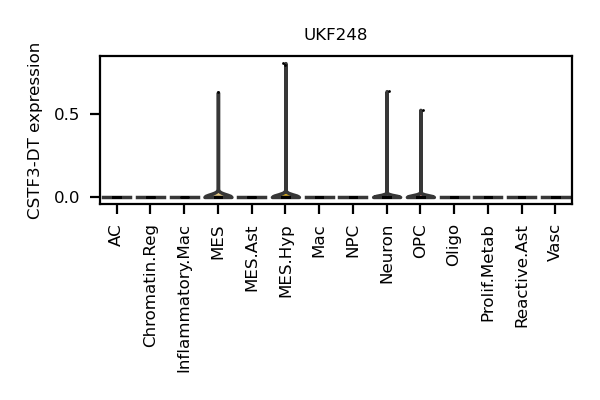 UKF248
CSTF3-DT expression
0.5
0.0
AC
Chromatin.Reg
Inflammatory.Mac
MES
MES.Ast
MES.Hyp
Mac
NPC
Neuron
OPC
Oligo
Prolif.Metab
Reactive.Ast
Vasc